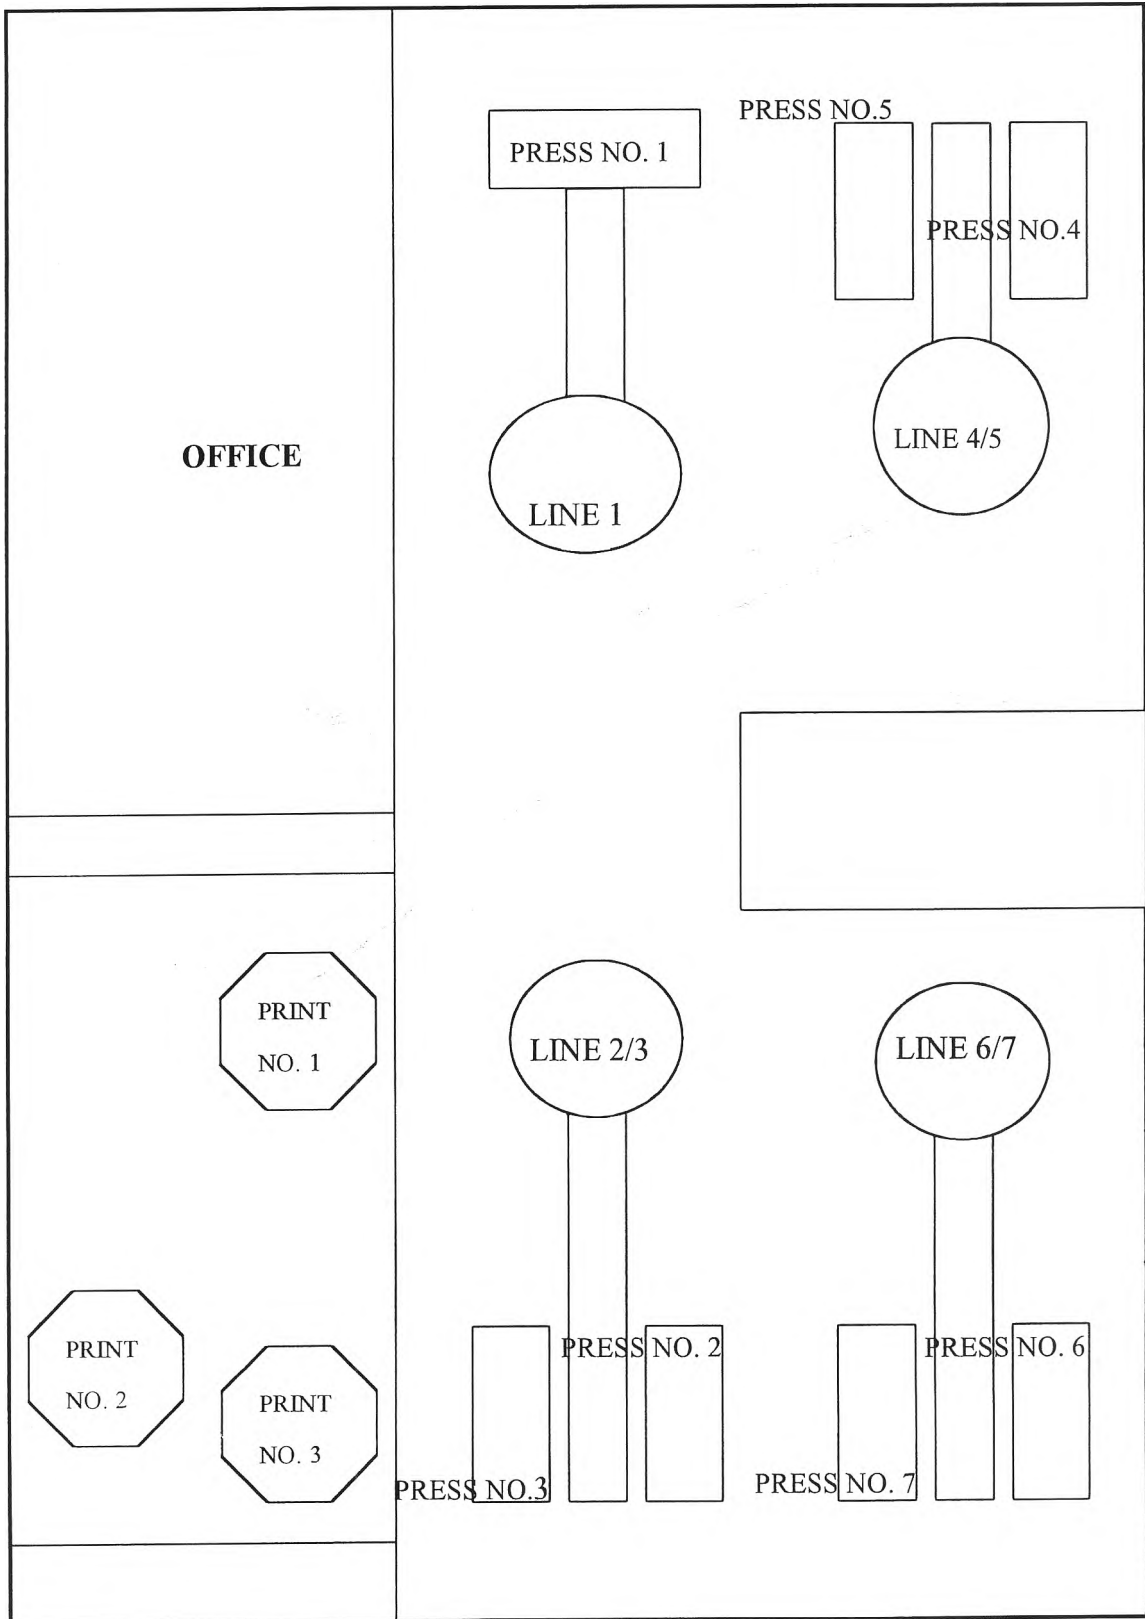 PRESS NO.5
PRESS NO. 1
PRESS NO.4
LINE 4/5
OFFICE
LINE 1
PRINT
NO. 1
LINE 2/3
LINE 6/7
PRINT
NO. 2
PRESS NO. 2
PRESS NO. 6
PRINT
NO. 3
PRESS NO.3
PRESS NO. 7